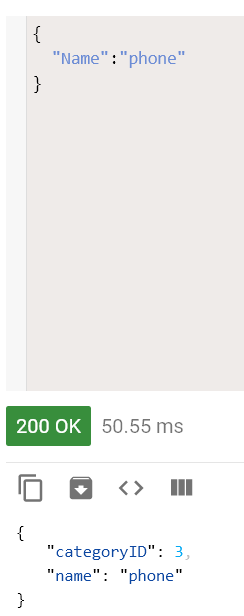 {
"Name":"phone"
}
200 OK 50.55 ms
{
"categoryID": 3,
"name": "phone"
}